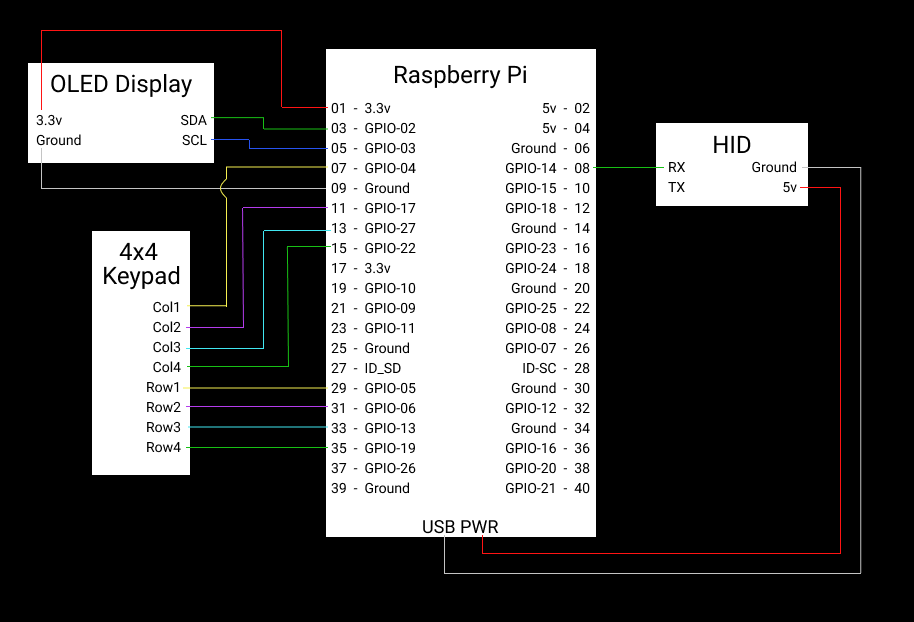 OLED Display
3.3v SDA
Ground SCL
4x4
Keypad
Col1
Col2
Col3
Col4
Row1
Row2
Row3
Row4
Raspberry Pi
01 - 3.3v 5v - 02
03 - GPIO-02 5v - 04
05 - GPIO-03 Ground - 06
07 - GPIO-04 GPIO-14 - 08
09 - Ground GPIO-15 - 10
11 - GPIO-17 GPIO-18 - 12
13 - GPIO-27 Ground - 14
15 - GPIO-22 GPIO-23 - 16
17 - 3.3v GPIO-24 - 18
19 - GPIO-10 Ground - 20
21 - GPIO-09 GPIO-25 - 22
23 - GPIO-11 GPIO-08 - 24
25 - Ground GPIO-07 - 26
27 - ID_SD ID-SC - 28
29 - GPIO-05 Ground - 30
31 - GPIO-06 GPIO-12 - 32
33 - GPIO-13 Ground - 34
35 - GPIO-19 GPIO-16 - 36
37 - GPIO-26 GPIO-20 - 38
39 - Ground GPIO-21 - 40
USB PWR
HID
RX Ground
TX 5v